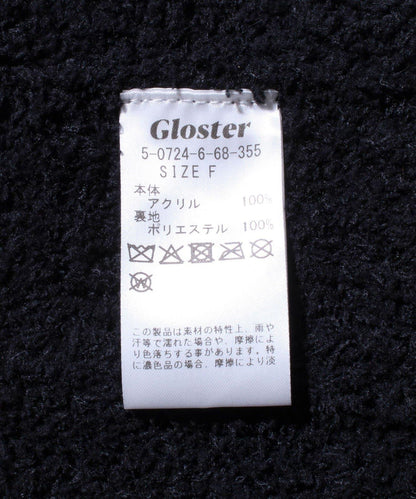 Gloster
5-0724-6-68-355
SIZE F
本体
アクリル 100%
裏地
ポリエステル 100%
この製品は素材の特性上、雨や
汗等で濡れた場合や、摩擦によ
り色落ちする事があります。特
に濃色品の場合、摩擦により淡